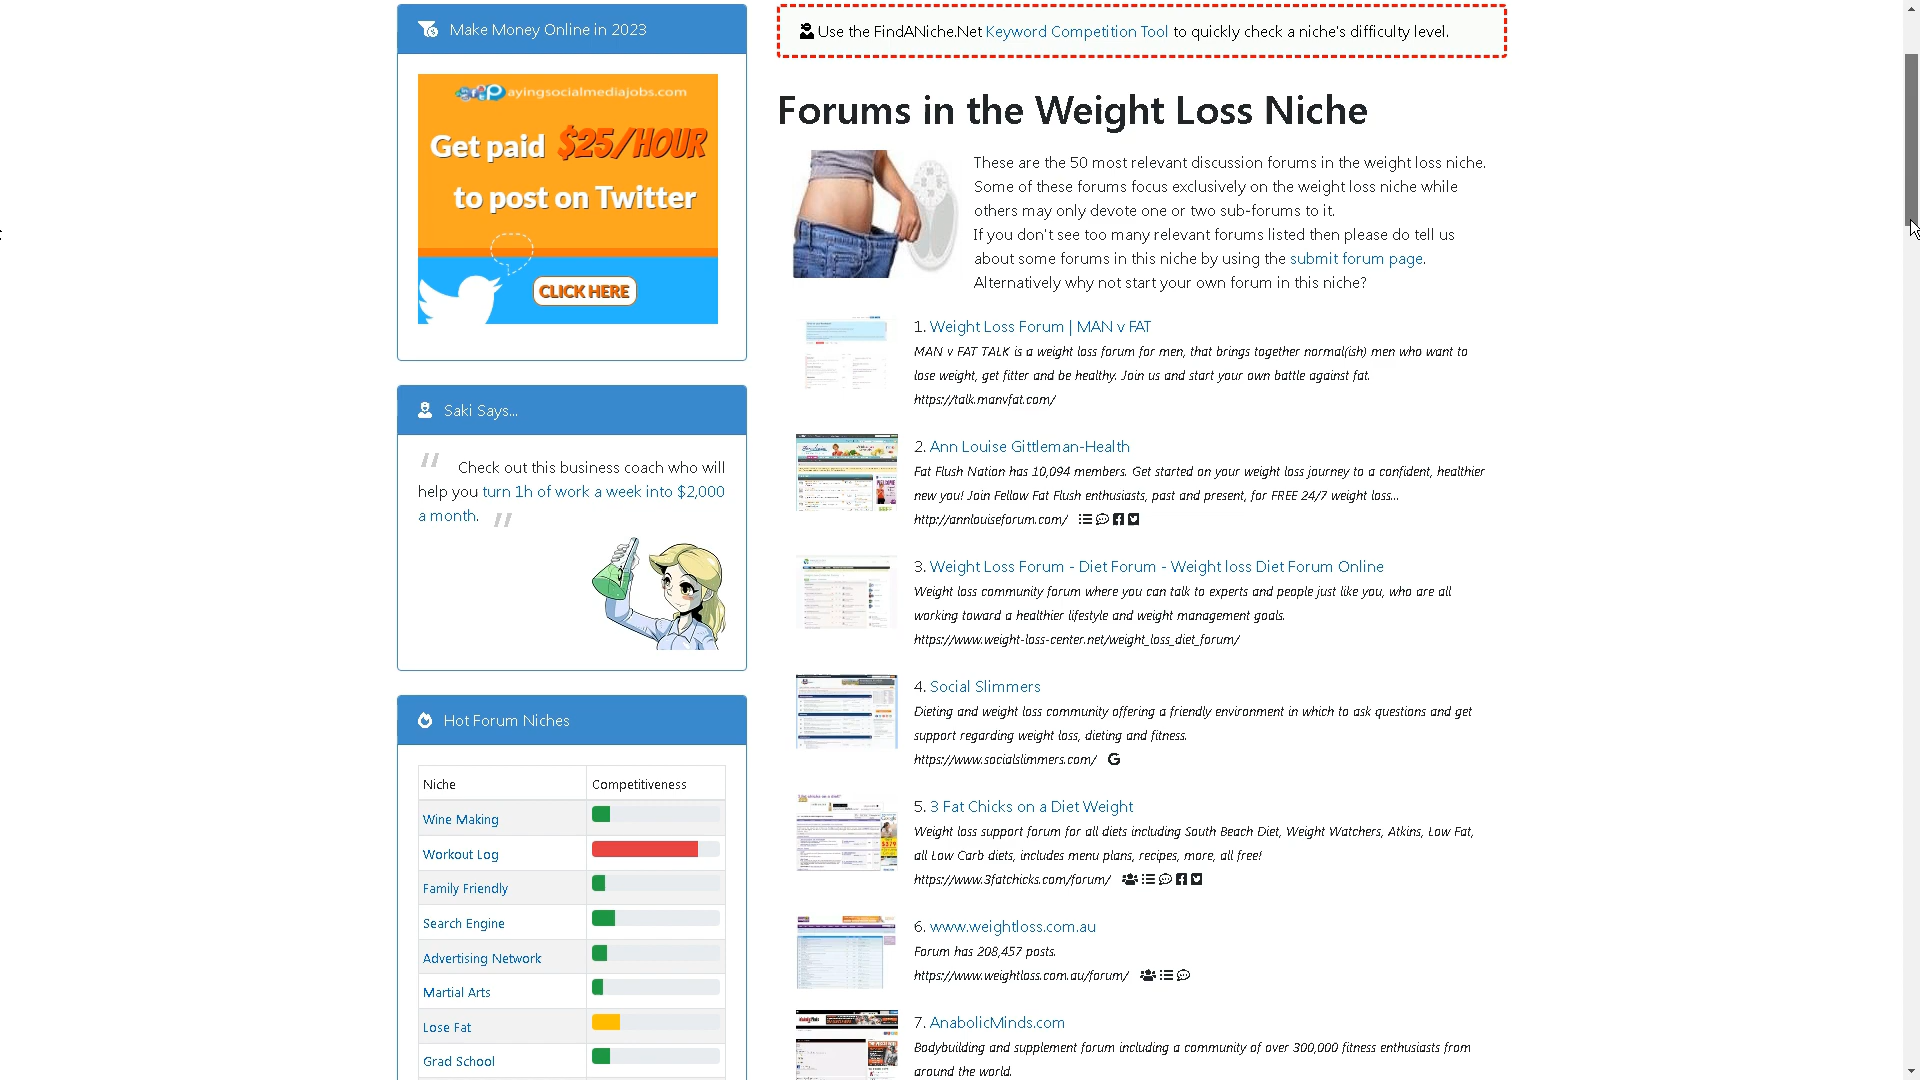 Make Money Online in 2023
ayingsocialmediajobs.com
Get paid $25/HOUR
to post on Twitter
CLICK HERE
Saki Says...
Check out this business coach who will
help you turn 1h of work a week into $2,000
a month.
Hot Forum Niches
Niche Competitiveness
Wine Making
Workout Log
Family Friendly
Search Engine
Advertising Network
Martial Arts
Lose Fat
Grad School
Use the FindANiche.Net Keyword Competition Tool to quickly check a niche's difficulty level.
Forums in the Weight Loss Niche
These are the 50 most relevant discussion forums in the weight loss niche.
Some of these forums focus exclusively on the weight loss niche while
others may only devote one or two sub-forums to it.
If you don't see too many relevant forums listed then please do tell us
about some forums in this niche by using the submit forum page.
Alternatively why not start your own forum in this niche?
1. Weight Loss Forum | MAN v FAT
MAN v FAT TALK is a weight loss forum for men, that brings together normal(ish) men who want to
lose weight, get fitter and be healthy. Join us and start your own battle against fat.
https://talk.manvfat.com/
2. Ann Louise Gittleman-Health
Fat Flush Nation has 10,094 members. Get started on your weight loss journey to a confident, healthier
new you! Join Fellow Fat Flush enthusiasts, past and present, for FREE 24/7 weight loss...
http://annlouiseforum.com/
3. Weight Loss Forum - Diet Forum - Weight loss Diet Forum Online
Weight loss community forum where you can talk to experts and people just like you, who are all
working toward a healthier lifestyle and weight management goals.
https://www.weight-loss-center.net/weight_loss_diet_forum/
4. Social Slimmers
Dieting and weight loss community offering a friendly environment in which to ask questions and get
support regarding weight loss, dieting and fitness.
https://www.socialslimmers.com/
5. 3 Fat Chicks on a Diet Weight
Weight loss support forum for all diets including South Beach Diet, Weight Watchers, Atkins, Low Fat,
all Low Carb diets, includes menu plans, recipes, more, all free!
https://www.3fatchicks.com/forum/
6. www.weightloss.com.au
Forum has 208,457 posts.
https://www.weightloss.com.au/forum/
7. AnabolicMinds.com
Bodybuilding and supplement forum including a community of over 300,000 fitness enthusiasts from
around the world.